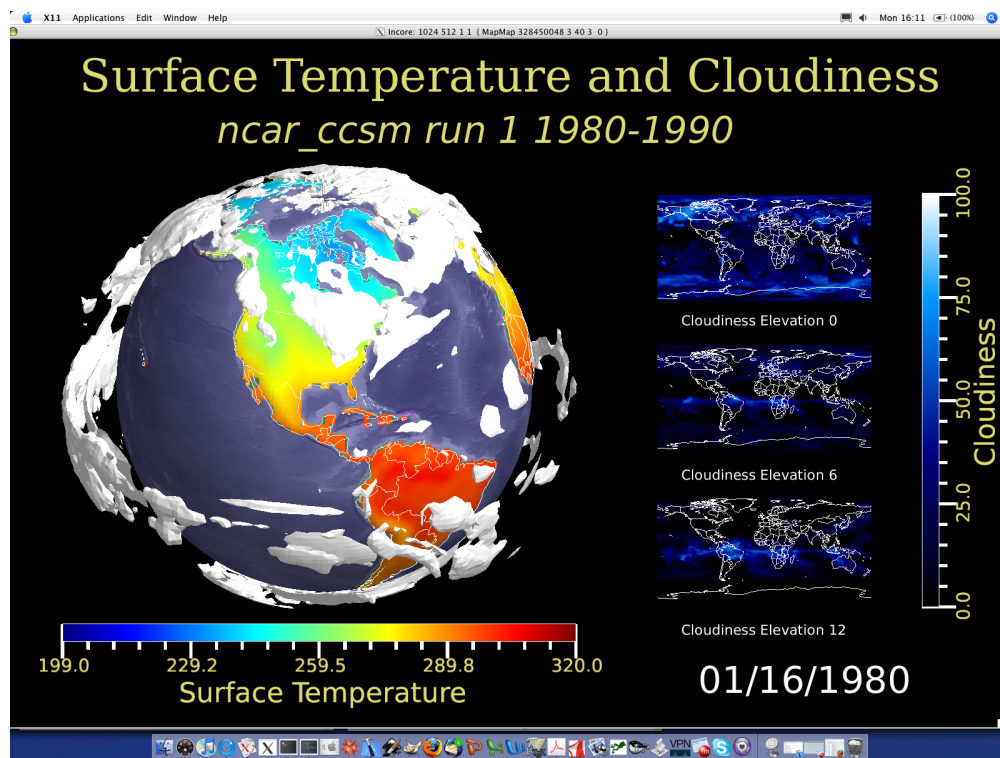 X11 Applications Edit Window Help
Mon 16:11 (100%)
Incore: 1024 512 1 1 ( MapMap 328450048 3 40 3 0 )
Surface Temperature and Cloudiness
ncar_ccsm run 1 1980-1990
Cloudiness Elevation 0
Cloudiness Elevation 6
Cloudiness Elevation 12
100.0
75.0
50.0
25.0
0.0
Cloudiness
199.0 229.2 259.5 289.8 320.0
Surface Temperature
01/16/1980
VPN